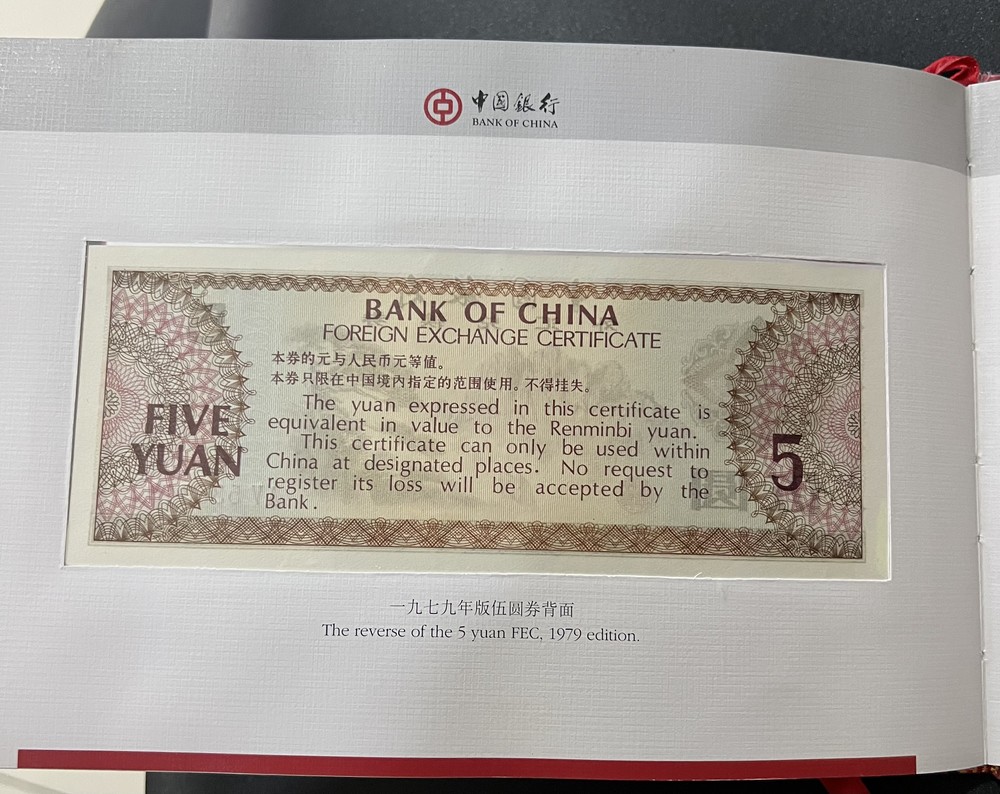 中国银行
BANK OF CHINA
BANK OF CHINA
FOREIGN EXCHANGE CERTIFICATE
本券的元与人民币元等值。
本券只限在中国境内指定的范围使用。不得挂失。
The yuan expressed in this certificate is
equivalent in value to the Renminbi yuan.
This certificate can only be used within
China at designated places. No request to
register its loss will be accepted by the
Bank.
FIVE
YUAN
5
一九七九年版伍圆券背面
The reverse of the 5 yuan FEC, 1979 edition.